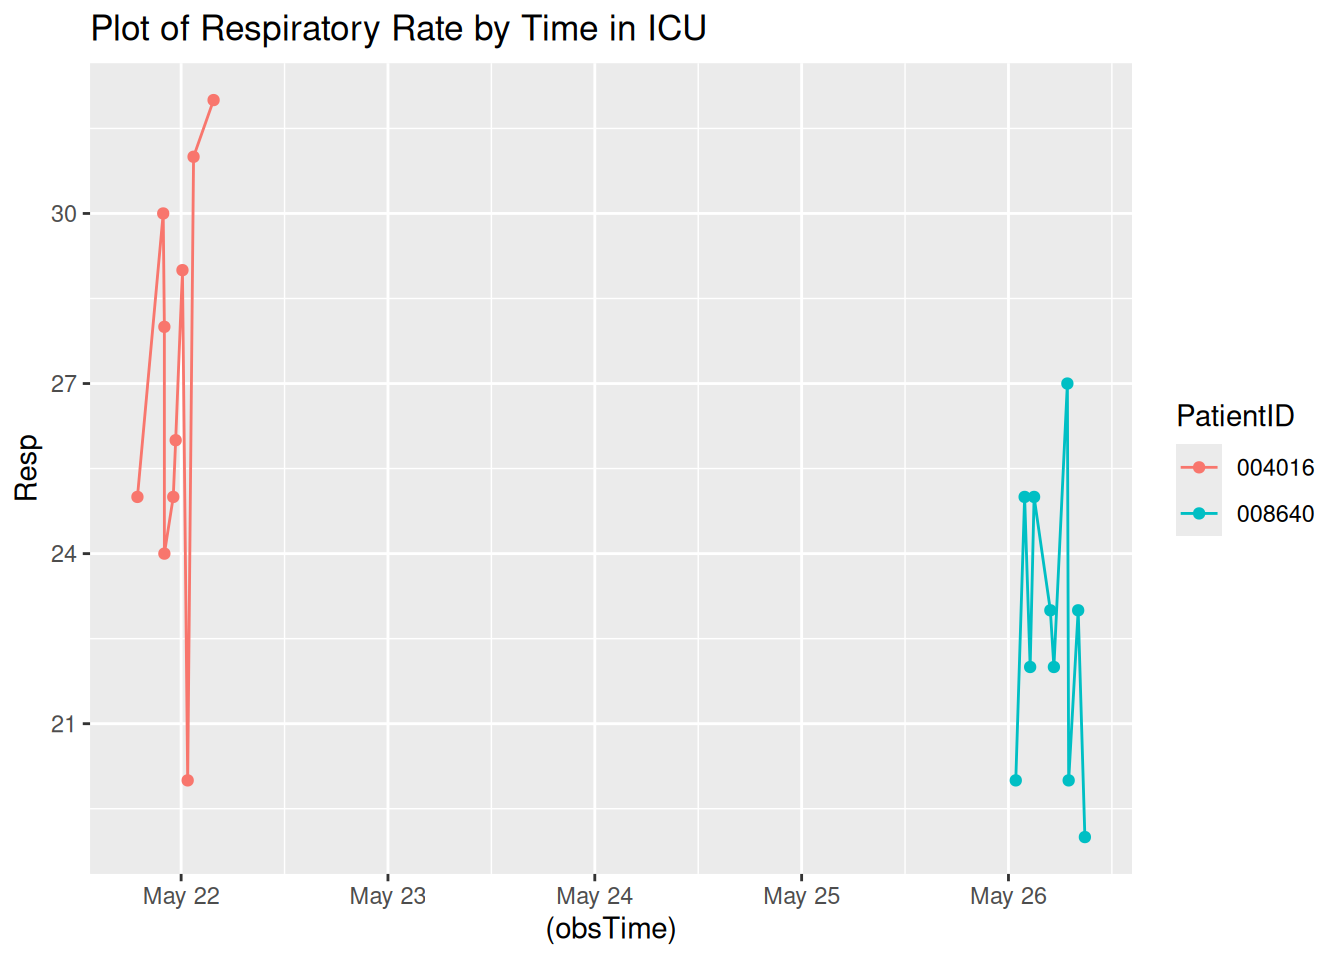 Plot of Respiratory Rate by Time in ICU
30
27
24
21
Resp
May 22 May 23 May 24 May 25 May 26
(obsTime)
PatientID
004016
008640